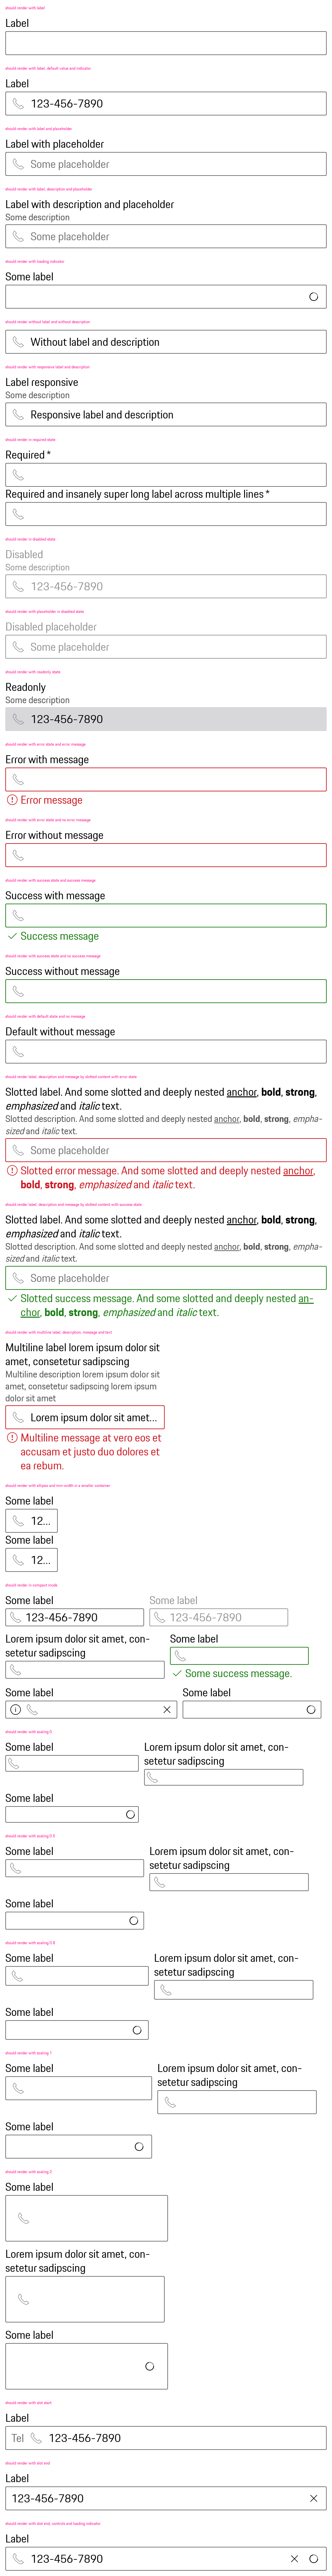 should render with label
Label
should render with label, default value and indicator
Label
123-456-7890
should render with label and placeholder
Label with placeholder
Some placeholder
should render with label, description and placeholder
Label with description and placeholder
Some description
Some placeholder
should render with loading indicator
Some label
should render without label and without description
Without label and description
should render with responsive label and description
Label responsive
Some description
Responsive label and description
should render in required state
Required *
Required and insanely super long label across multiple lines *
should render in disabled state
Disabled
Some description
123-456-7890
should render with placeholder in disabled state
Disabled placeholder
Some placeholder
should render with readonly state
Readonly
Some description
123-456-7890
should render with error state and error message
Error with message
Error message
should render with error state and no error message
Error without message
should render with success state and success message
Success with message
Success message
should render with success state and no success message
Success without message
should render with default state and no message
Default without message
should render label, description and message by slotted content with error state
Slotted label. And some slotted and deeply nested anchor, bold, strong,
emphasized and italic text.
Slotted description. And some slotted and deeply nested anchor, bold, strong, empha-
sized and italic text.
Some placeholder
Slotted error message. And some slotted and deeply nested anchor,
bold, strong, emphasized and italic text.
should render label, description and message by slotted content with success state
Slotted label. And some slotted and deeply nested anchor, bold, strong,
emphasized and italic text.
Slotted description. And some slotted and deeply nested anchor, bold, strong, empha-
sized and italic text.
Some placeholder
Slotted success message. And some slotted and deeply nested an-
chor, bold, strong, emphasized and italic text.
should render with multiline label, description, message and text
Multiline label lorem ipsum dolor sit
amet, consetetur sadipscing
Multiline description lorem ipsum dolor sit
amet, consetetur sadipscing lorem ipsum
dolor sit amet
Lorem ipsum dolor sit amet...
Multiline message at vero eos et
accusam et justo duo dolores et
ea rebum.
should render with ellipsis and min-width in a smaller container
Some label
12...
Some label
12...
should render in compact mode
Some label
123-456-7890
Some label
123-456-7890
Lorem ipsum dolor sit amet, con-
setetur sadipscing
Some label
Some success message.
Some label
Some label
should render with scaling 0
Some label
Lorem ipsum dolor sit amet, con-
setetur sadipscing
Some label
should render with scaling 0.5
Some label
Lorem ipsum dolor sit amet, con-
setetur sadipscing
Some label
should render with scaling 0.8
Some label
Lorem ipsum dolor sit amet, con-
setetur sadipscing
Some label
should render with scaling 1
Some label
Lorem ipsum dolor sit amet, con-
setetur sadipscing
Some label
should render with scaling 2
Some label
Lorem ipsum dolor sit amet, con-
setetur sadipscing
Some label
should render with slot start
Label
Tel
123-456-7890
should render with slot end
Label
123-456-7890
should render with slot end, controls and loading indicator
Label
123-456-7890